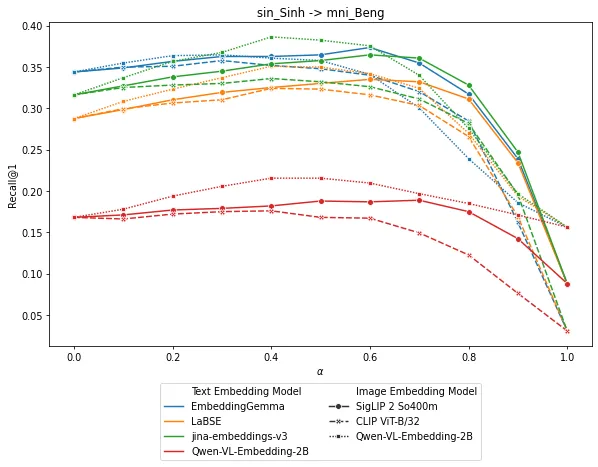 sin_Sinh -> mni_Beng
0.40
0.35
0.30
0.25
0.20
0.15
0.10
0.05
Recall@1
0.0 0.2 0.4 0.6 0.8 1.0
α
Text Embedding Model
EmbeddingGemma
LaBSE
jina-embeddings-v3
Qwen-VL-Embedding-2B
Image Embedding Model
SigLIP 2 So400m
CLIP ViT-B/32
Qwen-VL-Embedding-2B